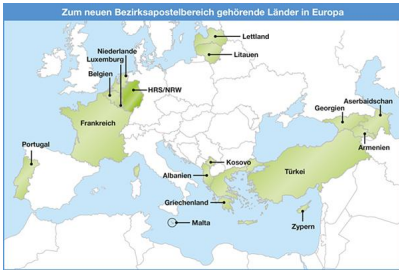 Zum neuen Bezirksapostelbereich gehörende Länder in Europa
Lettland
Litauen
Niederlande
Luxemburg
Belgien
HRS/NRW
Frankreich
Portugal
Aserbaidschan
Georgien
Armenien
Kosovo
Albanien
Türkei
Griechenland
Malta
Zypern